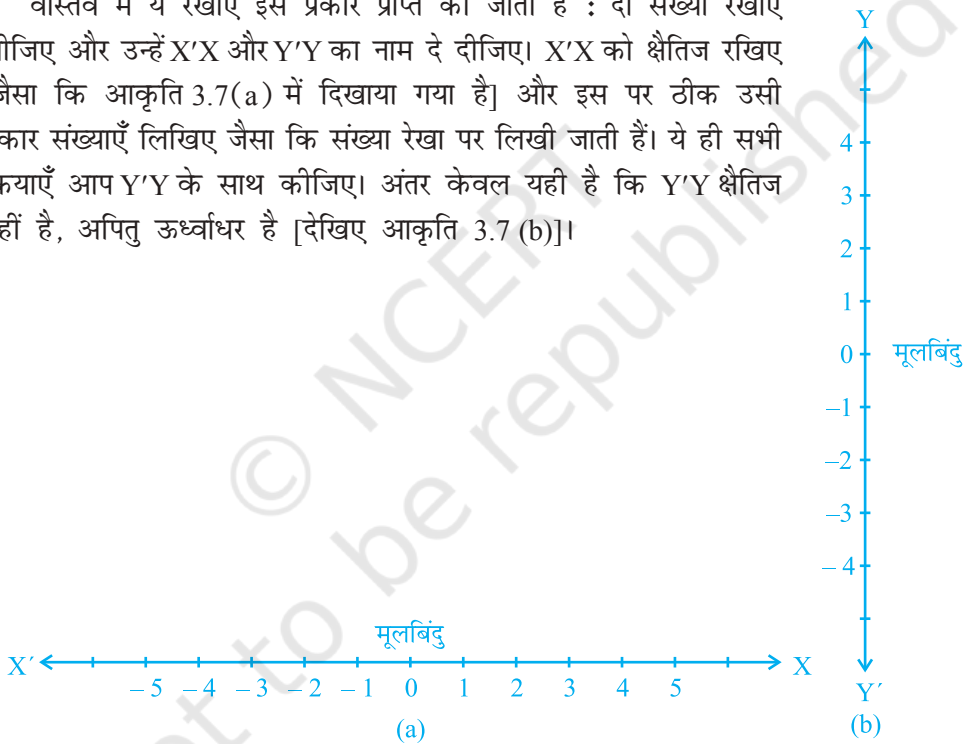 वास्तव में ये रेखाएँ इस प्रकार प्राप्त की जाती हैं : दो संख्या रेखाएँ
लीजिए और उन्हें X′X और Y′Y का नाम दे दीजिए। X′X को क्षैतिज रखिए
जैसा कि आकृति 3.7(a) में दिखाया गया है] और इस पर ठीक उसी
प्रकार संख्याएँ लिखिए जैसा कि संख्या रेखा पर लिखी जाती हैं। ये ही सभी
क्रियाएँ आप Y′Y के साथ कीजिए। अंतर केवल यही है कि Y′Y क्षैतिज
नहीं है, अपितु ऊर्ध्वाधर है [देखिए आकृति 3.7 (b)]।
Y
4
3
2
1
0 मूलबिंदु
–1
–2
–3
– 4
Y′
(b)
मूलबिंदु
X′ X
– 5 – 4 – 3 – 2 – 1 0 1 2 3 4 5
(a)
© NCERT
not to be republished